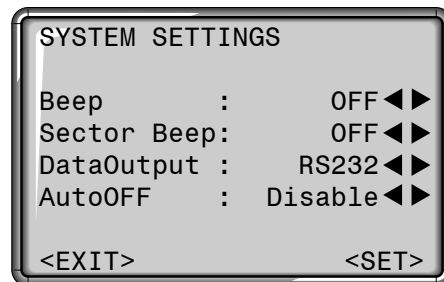 SYSTEM SETTINGS
Beep : OFF◀▶
Sector Beep: OFF◀▶
DataOutput : RS232◀▶
AutoOFF : Disable◀▶
<EXIT> <SET>